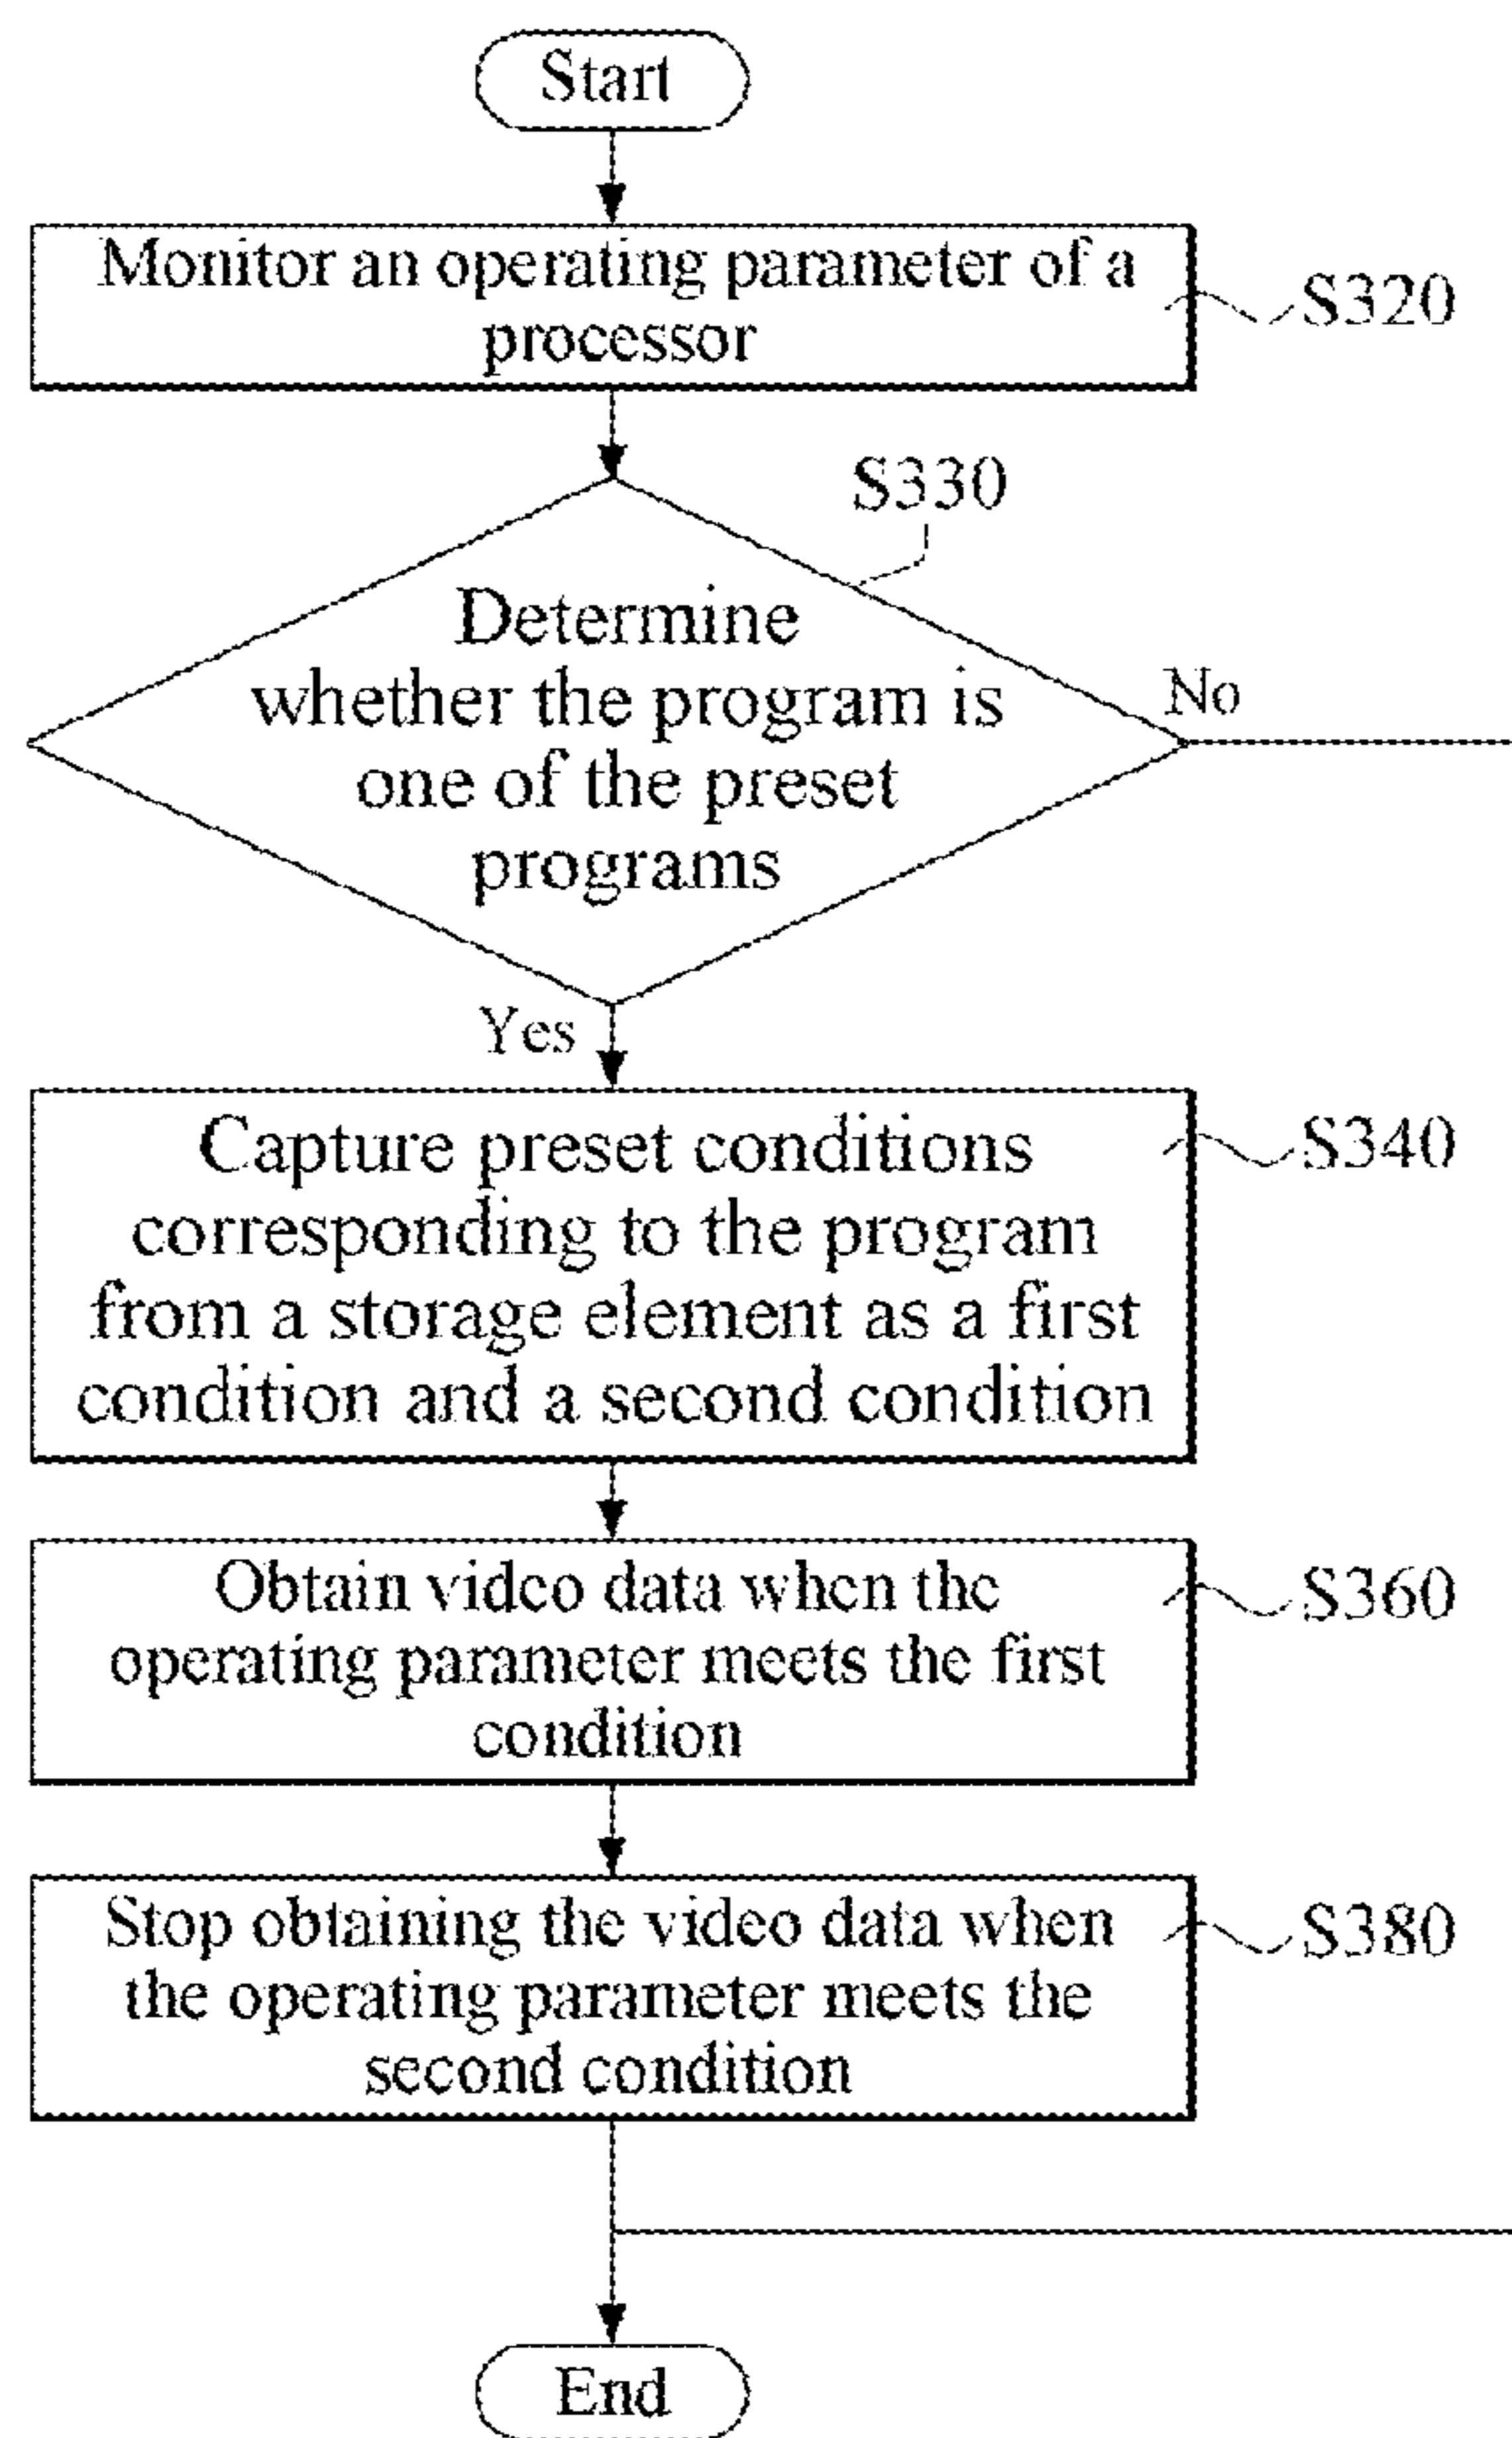 Start
Monitor an operating parameter of a
processor
S320
S330
Determine
whether the program is
one of the preset
programs
No
Yes
Capture preset conditions
corresponding to the program
from a storage element as a first
condition and a second condition
S340
Obtain video data when the
operating parameter meets the first
condition
S360
Stop obtaining the video data when
the operating parameter meets the
second condition
S380
End